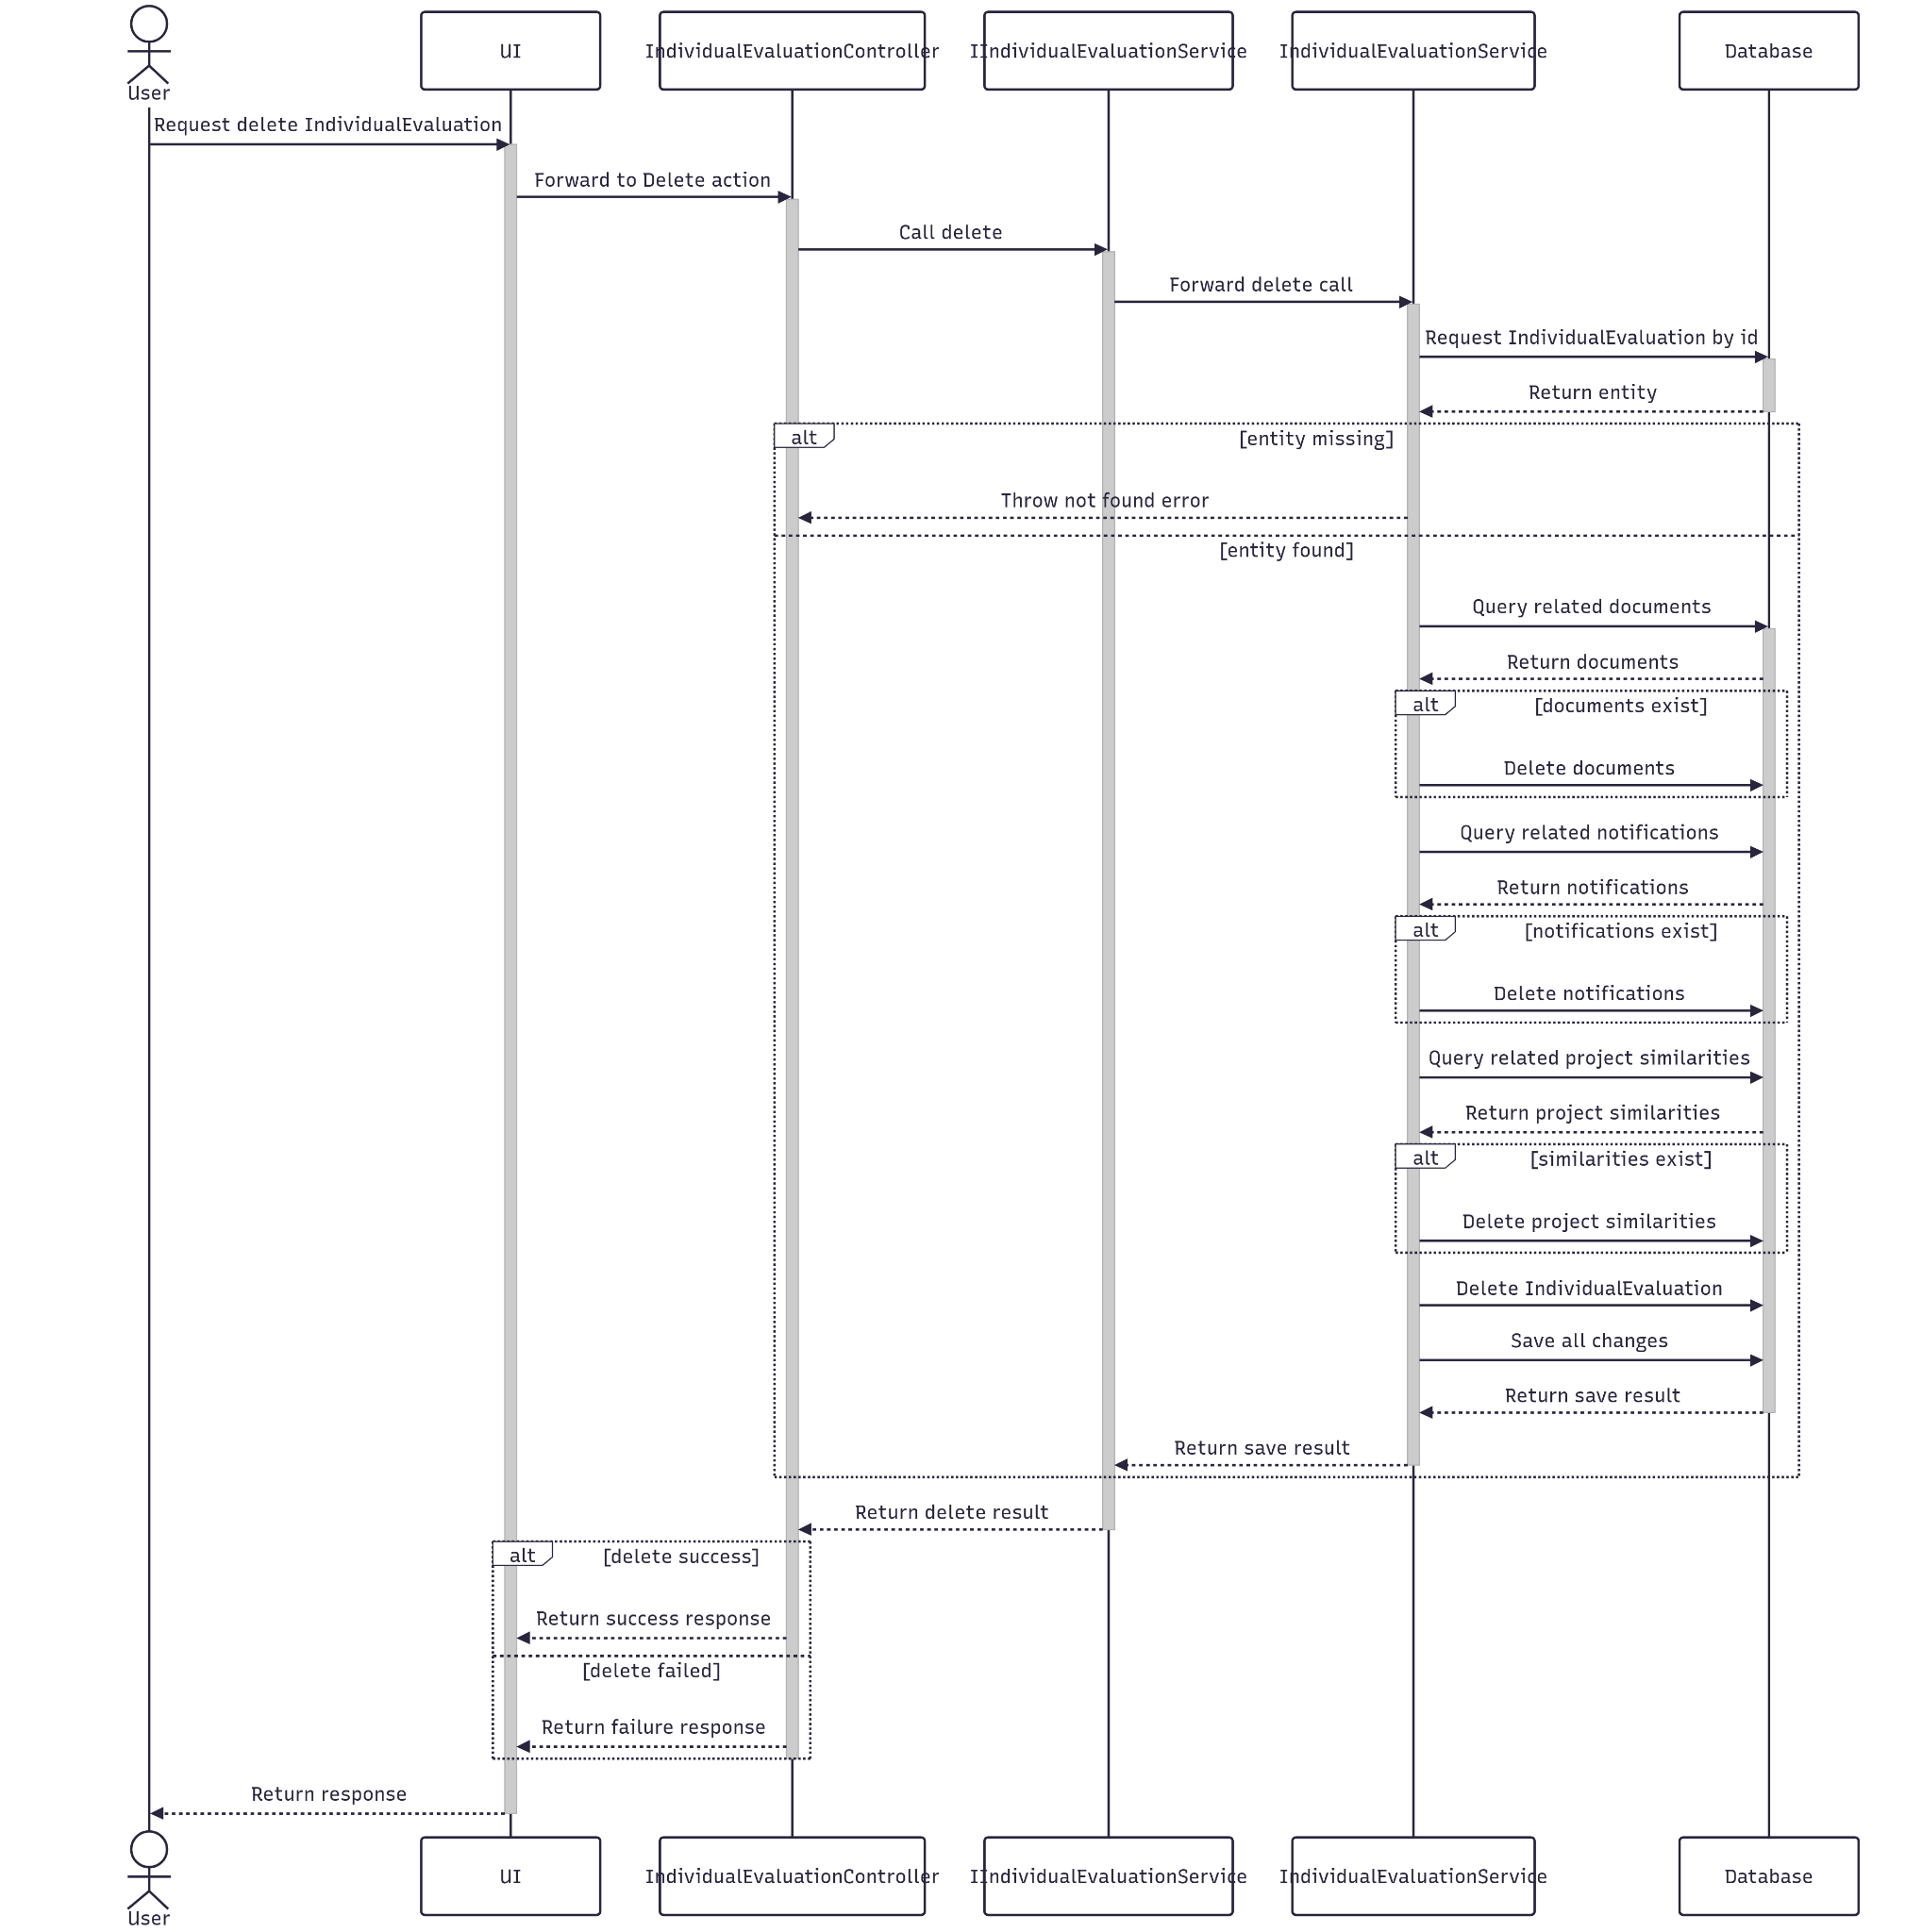 User
UI
IndividualEvaluationController
IIndividualEvaluationService
IndividualEvaluationService
Database
Request delete IndividualEvaluation
Forward to Delete action
Call delete
Forward delete call
Request IndividualEvaluation by id
Return entity
alt
[entity missing]
Throw not found error
[entity found]
Query related documents
Return documents
alt
[documents exist]
Delete documents
Query related notifications
Return notifications
alt
[notifications exist]
Delete notifications
Query related project similarities
Return project similarities
alt
[similarities exist]
Delete project similarities
Delete IndividualEvaluation
Save all changes
Return save result
Return save result
Return delete result
alt
[delete success]
Return success response
[delete failed]
Return failure response
Return response
User
UI
IndividualEvaluationController
IIndividualEvaluationService
IndividualEvaluationService
Database